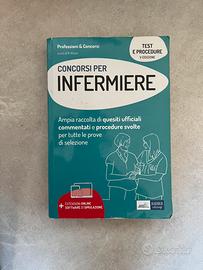 Professioni & Concorsi
TEST
E PROCEDURE
V EDIZIONE
CONCORSI PER
INFERMIERE
Ampia raccolta di quesiti ufficiali
commentati e procedure svolte
per tutte le prove
di selezione
ESTENSIONI ONLINE
SOFTWARE DI SIMULAZIONE